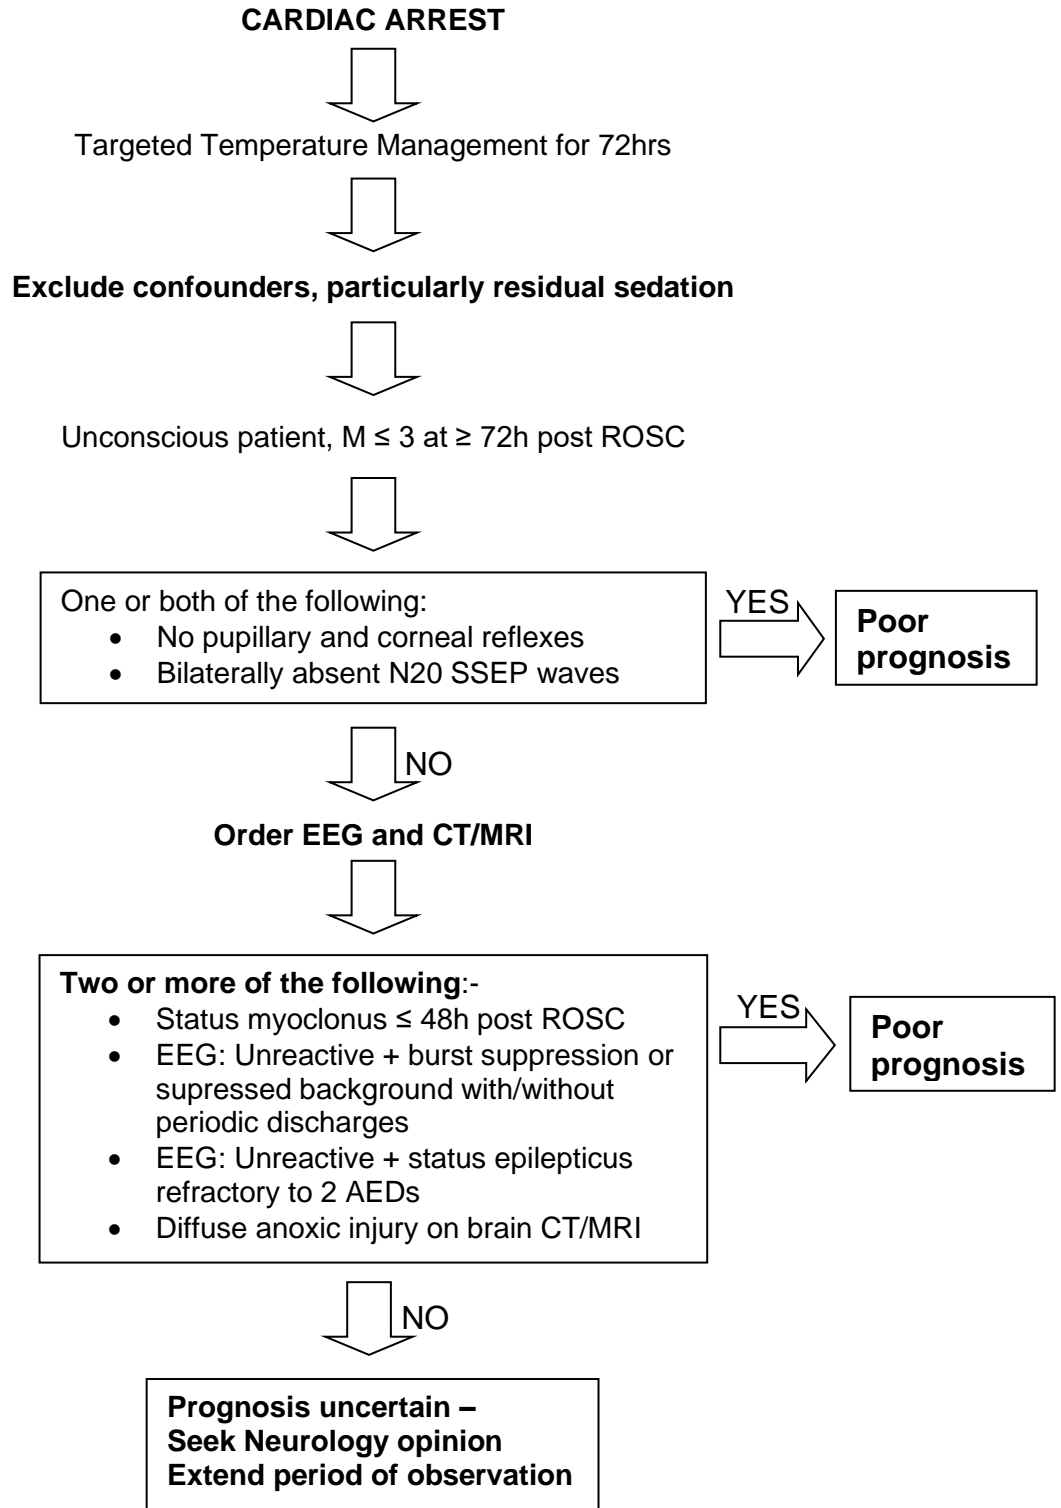 CARDIAC ARREST
Targeted Temperature Management for 72hrs
Exclude confounders, particularly residual sedation
Unconscious patient, M ≤ 3 at ≥ 72h post ROSC
One or both of the following:
• No pupillary and corneal reflexes
• Bilaterally absent N20 SSEP waves
YES
Poor
prognosis
NO
Order EEG and CT/MRI
Two or more of the following:-
• Status myoclonus ≤ 48h post ROSC
• EEG: Unreactive + burst suppression or
supressed background with/without
periodic discharges
• EEG: Unreactive + status epilepticus
refractory to 2 AEDs
• Diffuse anoxic injury on brain CT/MRI
YES
Poor
prognosis
NO
Prognosis uncertain –
Seek Neurology opinion
Extend period of observation